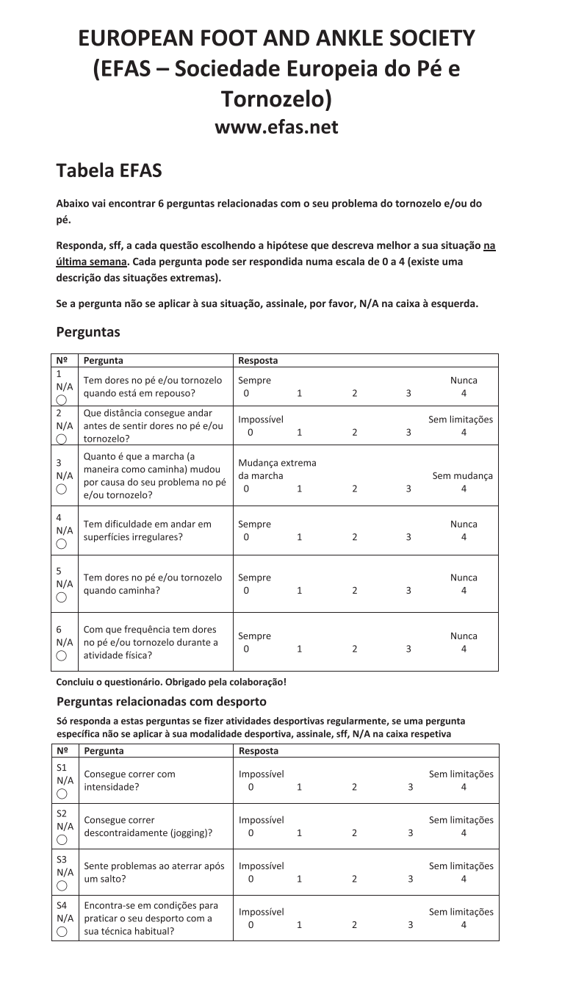 EUROPEAN FOOT AND ANKLE SOCIETY
(EFAS – Sociedade Europeia do Pé e
Tornozelo)
www.efas.net
Tabela EFAS
Abaixo vai encontrar 6 perguntas relacionadas com o seu problema do tornozelo e/ou do
pé.
Responda, sff, a cada questão escolhendo a hipótese que descreva melhor a sua situação na
última semana. Cada pergunta pode ser respondida numa escala de 0 a 4 (existe uma
descrição das situações extremas).
Se a pergunta não se aplicar à sua situação, assinale, por favor, N/A na caixa à esquerda.
Perguntas
Nº Pergunta Resposta
1
N/A
Tem dores no pé e/ou tornozelo
quando está em repouso?
Sempre Nunca
0 1 2 3 4
2
N/A
Que distância consegue andar
antes de sentir dores no pé e/ou
tornozelo?
Impossível Sem limitações
0 1 2 3 4
3
N/A
Quanto é que a marcha (a
maneira como caminha) mudou
por causa do seu problema no pé
e/ou tornozelo?
Mudança extrema
da marcha Sem mudança
0 1 2 3 4
4
N/A
Tem dificuldade em andar em
superfícies irregulares?
Sempre Nunca
0 1 2 3 4
5
N/A
Tem dores no pé e/ou tornozelo
quando caminha?
Sempre Nunca
0 1 2 3 4
6
N/A
Com que frequência tem dores
no pé e/ou tornozelo durante a
atividade física?
Sempre Nunca
0 1 2 3 4
Concluiu o questionário. Obrigado pela colaboração!
Perguntas relacionadas com desporto
Só responda a estas perguntas se fizer atividades desportivas regularmente, se uma pergunta
específica não se aplicar à sua modalidade desportiva, assinale, sff, N/A na caixa respetiva
Nº Pergunta Resposta
S1
N/A
Consegue correr com
intensidade?
Impossível Sem limitações
0 1 2 3 4
S2
N/A
Consegue correr
descontraidamente (jogging)?
Impossível Sem limitações
0 1 2 3 4
S3
N/A
Sente problemas ao aterrar após
um salto?
Impossível Sem limitações
0 1 2 3 4
S4
N/A
Encontra-se em condições para
praticar o seu desporto com a
sua técnica habitual?
Impossível Sem limitações
0 1 2 3 4